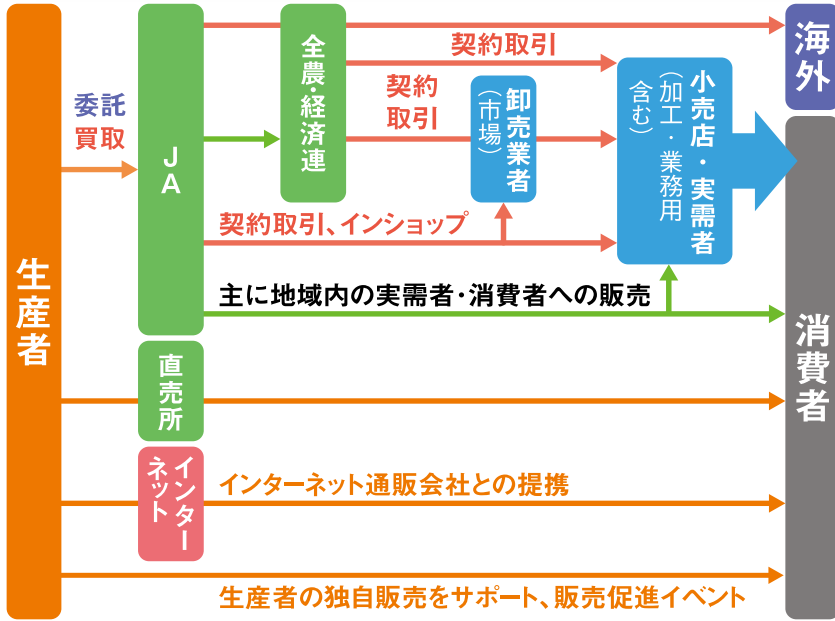 生産者
委託
買取
JA
全農・経済連
契約取引
契約
取引
卸売業者
（市場）
小売店・実需者
（加工・業務用
含む）
海外
消費者
契約取引、インショップ
主に地域内の実需者・消費者への販売
直売所
インター
ネット
インターネット通販会社との提携
生産者の独自販売をサポート、販売促進イベント